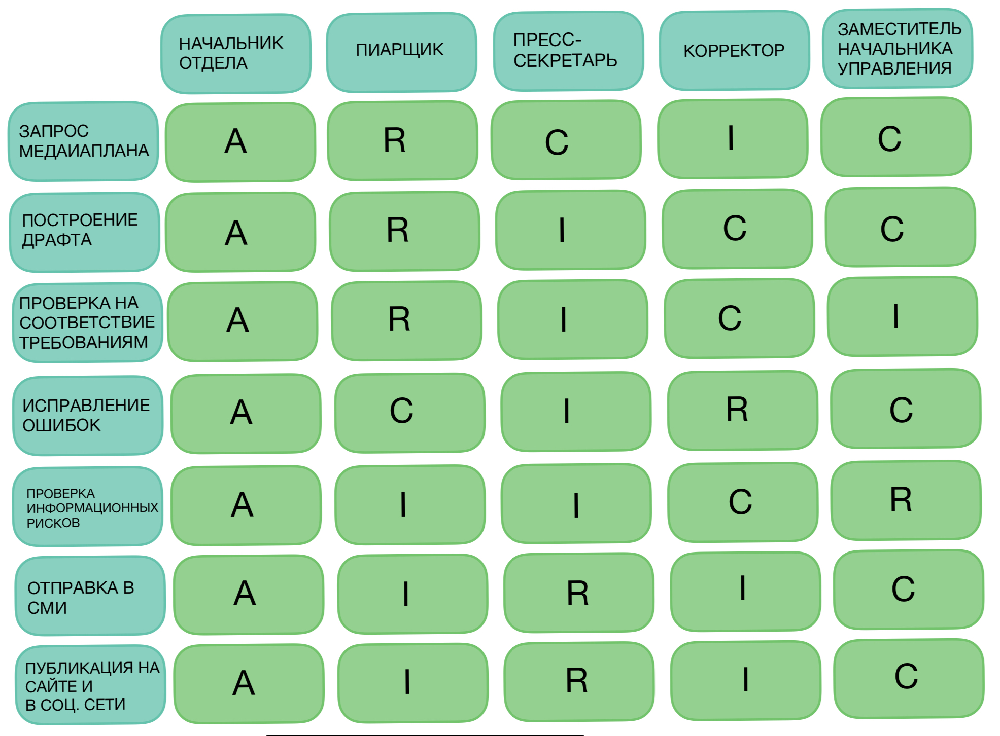 НАЧАЛЬНИК
ОТДЕЛА
ПИАРЩИК
ПРЕСС-
СЕКРЕТАРЬ
КОРРЕКТОР
ЗАМЕСТИТЕЛЬ
НАЧАЛЬНИКА
УПРАВЛЕНИЯ
ЗАПРОС
МЕДАИАПЛАНА
A R C I C
ПОСТРОЕНИЕ
ДРАФТА
A R I C C
ПРОВЕРКА НА
СООТВЕТСТВИЕ
ТРЕБОВАНИЯМ
A R I C I
ИСПРАВЛЕНИЕ
ОШИБОК
A C I R C
ПРОВЕРКА
ИНФОРМАЦИОННЫХ
РИСКОВ
A I I C R
ОТПРАВКА В
СМИ
A I R I C
ПУБЛИКАЦИЯ НА
САЙТЕ И
В СОЦ. СЕТИ
A I R I C